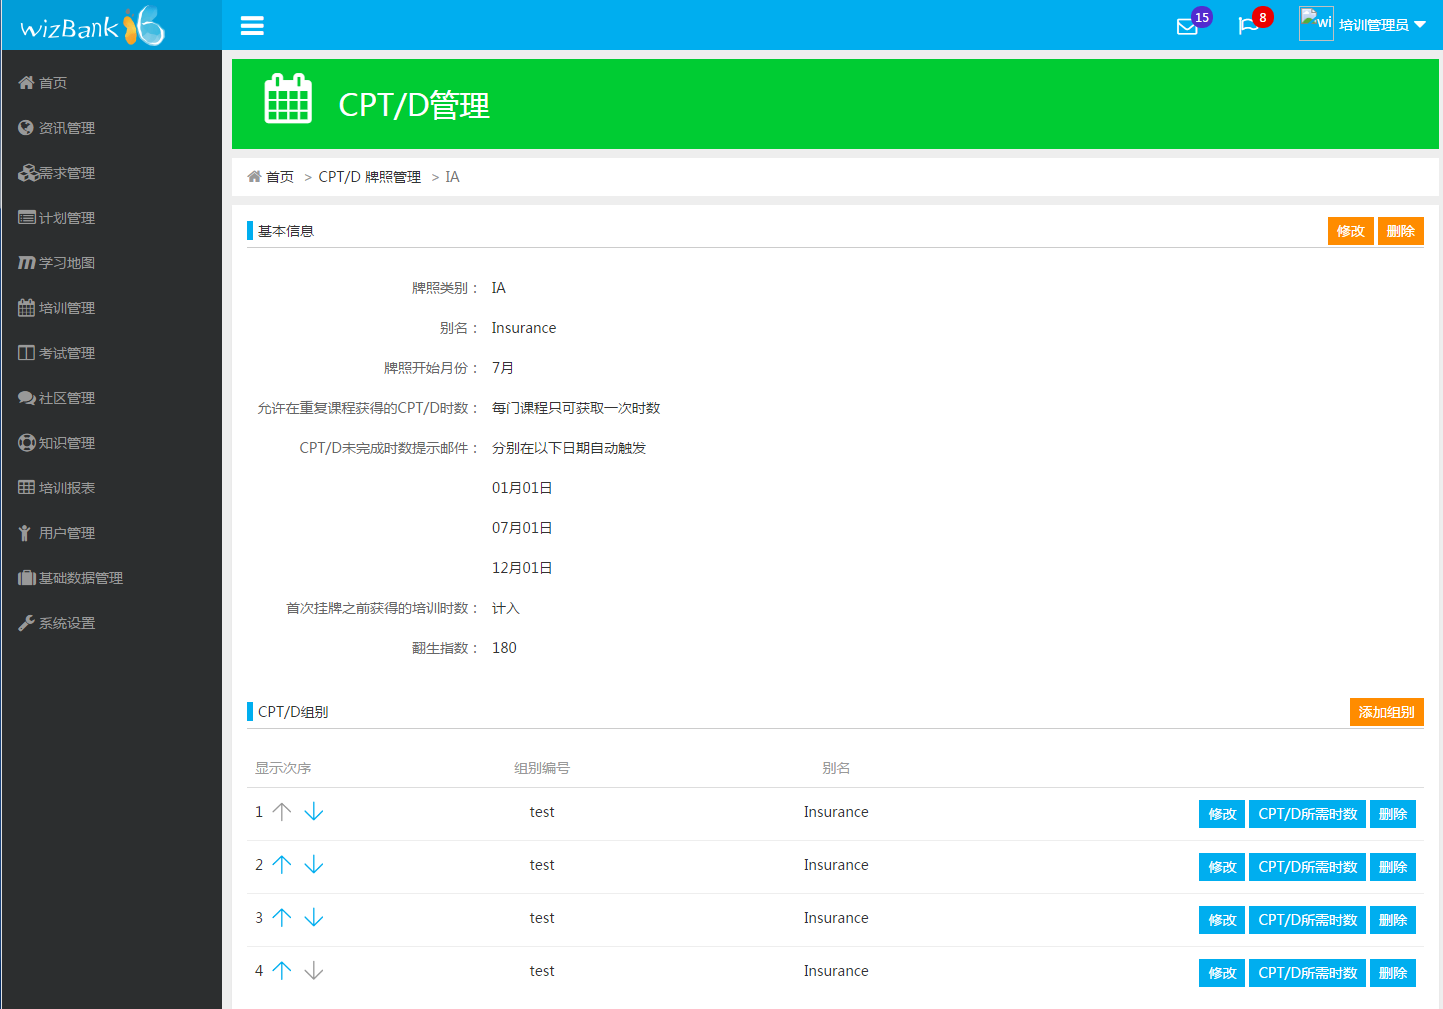 wizBank 6
15
8
wi
培训管理员
首页
资讯管理
需求管理
计划管理
学习地图
培训管理
考试管理
社区管理
知识管理
培训报表
用户管理
基础数据管理
系统设置
CPT/D管理
首页 > CPT/D 牌照管理 > IA
基本信息
修改 删除
牌照类别： IA
别名： Insurance
牌照开始月份： 7月
允许在重复课程获得的CPT/D时数： 每门课程只可获取一次时数
CPT/D未完成时数提示邮件： 分别在以下日期自动触发
01月01日
07月01日
12月01日
首次挂牌之前获得的培训时数： 计入
翻生指数： 180
CPT/D组别
添加组别
显示次序 组别编号 别名
1 test Insurance 修改 CPT/D所需时数 删除
2 test Insurance 修改 CPT/D所需时数 删除
3 test Insurance 修改 CPT/D所需时数 删除
4 test Insurance 修改 CPT/D所需时数 删除